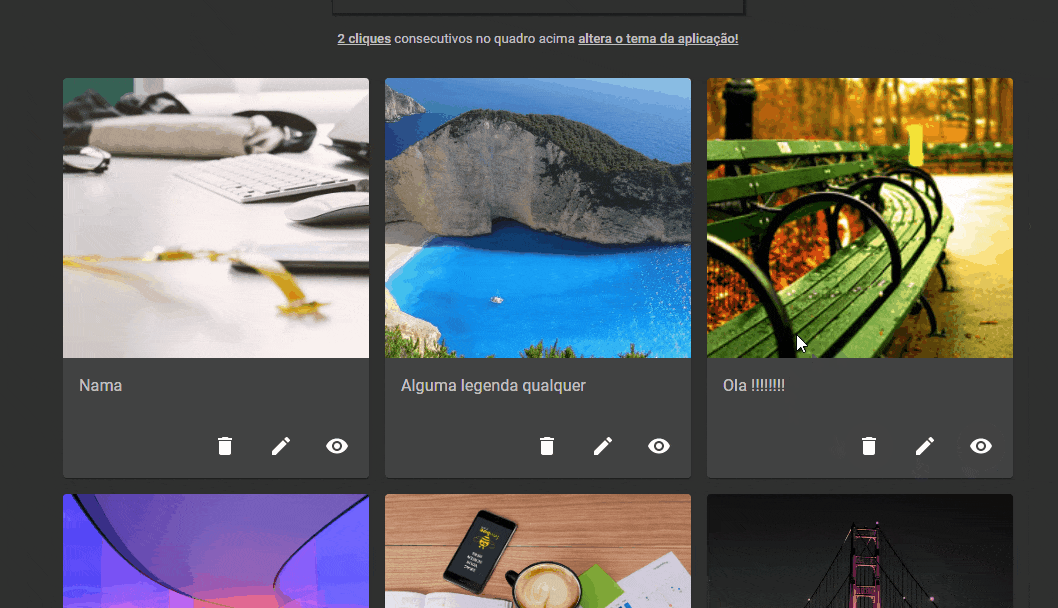 2 cliques consecutivos no quadro acima altera o tema da aplicação!
Nama
Alguma legenda qualquer
Ola !!!!!!!!